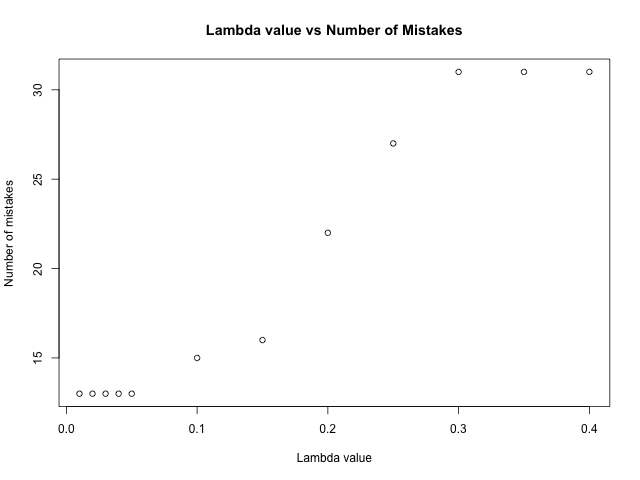 Lambda value vs Number of Mistakes
Number of mistakes
30
25
20
15
0.0 0.1 0.2 0.3 0.4
Lambda value